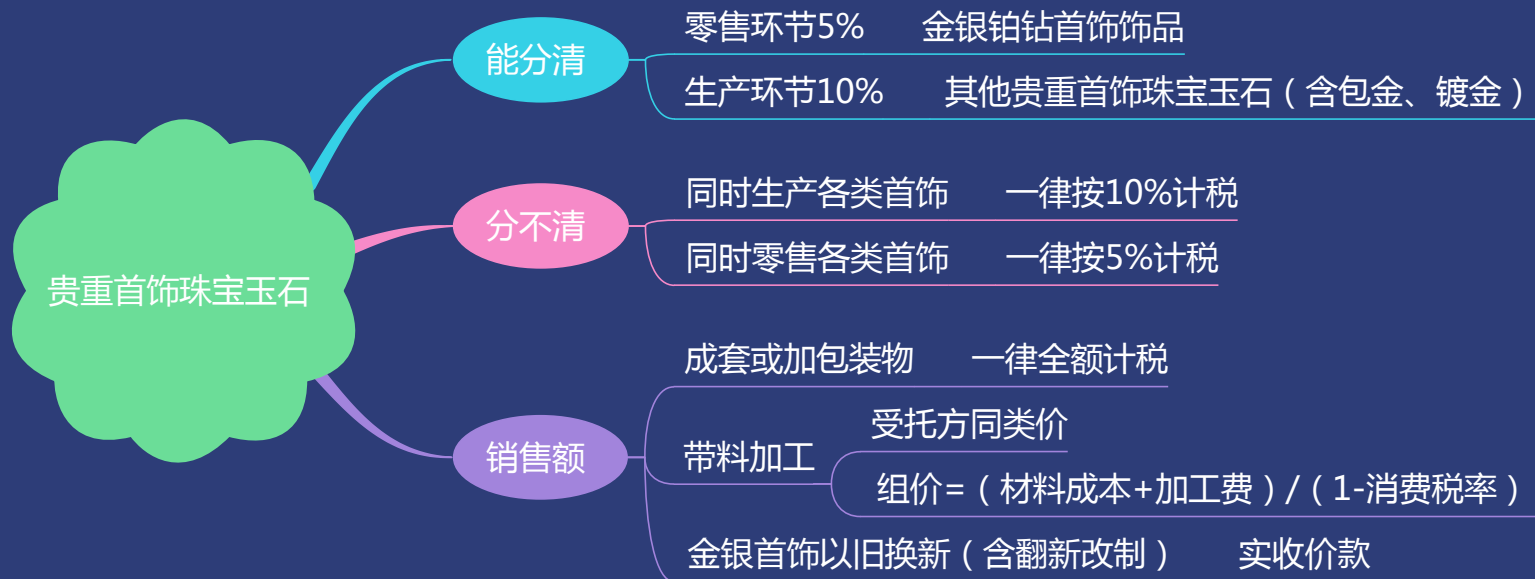 贵重首饰珠宝玉石
能分清
零售环节5% 金银铂钻首饰饰品
生产环节10% 其他贵重首饰珠宝玉石（含包金、镀金）
分不清
同时生产各类首饰 一律按10%计税
同时零售各类首饰 一律按5%计税
销售额
成套或加包装物 一律全额计税
带料加工
受托方同类价
组价=（材料成本+加工费）/（1-消费税率）
金银首饰以旧换新（含翻新改制） 实收价款